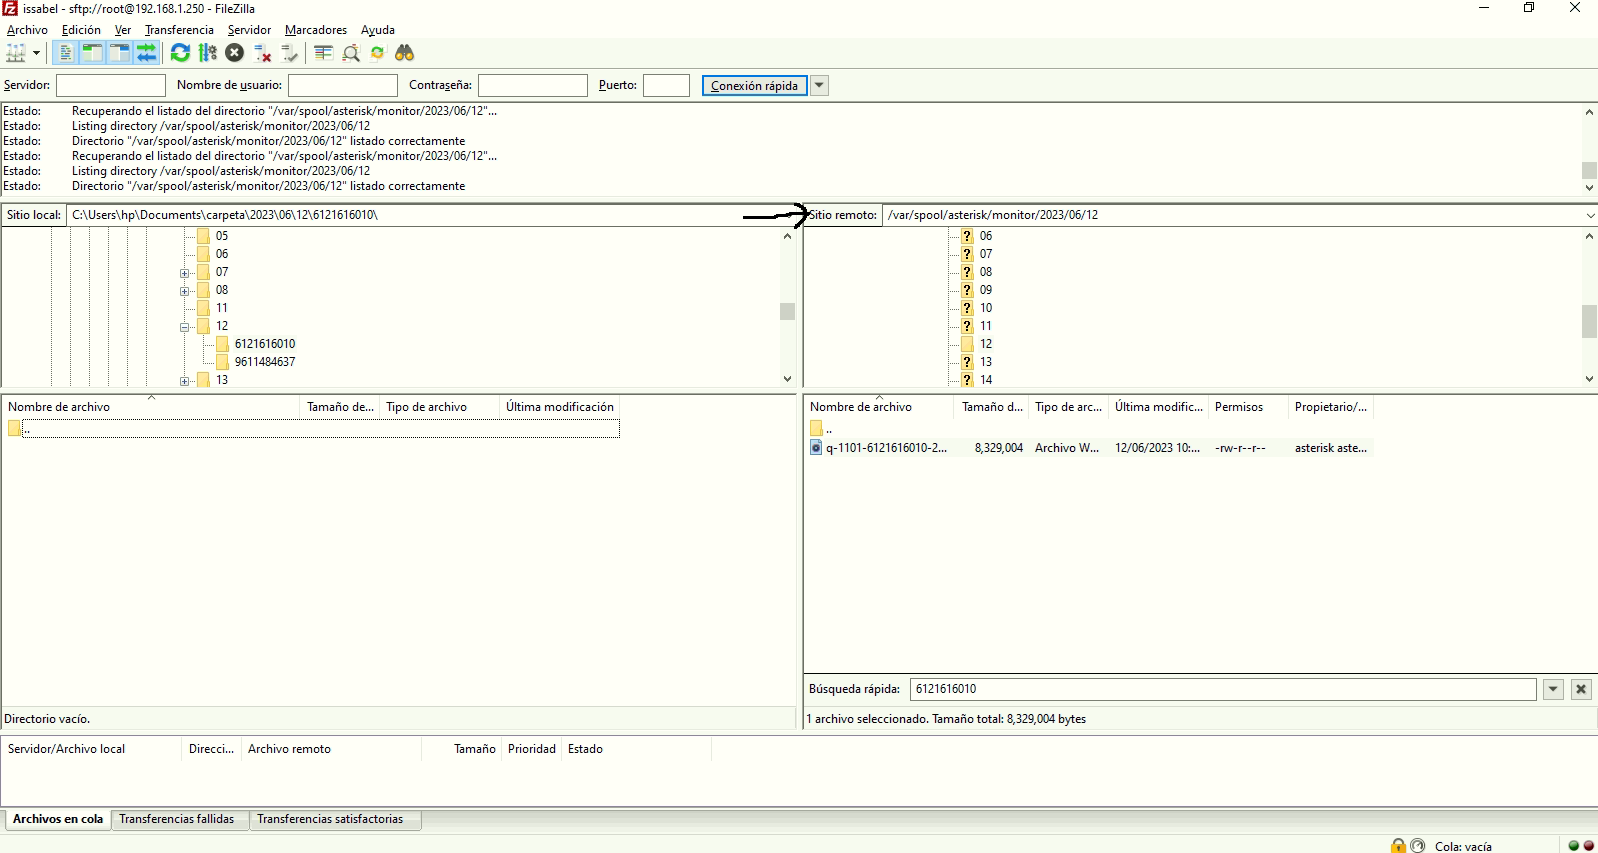 issabel - sftp://root@192.168.1.250 - FileZilla
Archivo Edición Ver Transferencia Servidor Marcadores Ayuda
Servidor: Nombre de usuario: Contraseña: Puerto: Conexión rápida
Estado: Recuperando el listado del directorio "/var/spool/asterisk/monitor/2023/06/12"...
Estado: Listing directory /var/spool/asterisk/monitor/2023/06/12
Estado: Directorio "/var/spool/asterisk/monitor/2023/06/12" listado correctamente
Estado: Recuperando el listado del directorio "/var/spool/asterisk/monitor/2023/06/12"...
Estado: Listing directory /var/spool/asterisk/monitor/2023/06/12
Estado: Directorio "/var/spool/asterisk/monitor/2023/06/12" listado correctamente
Sitio local: C:\Users\hp\Documents\carpeta\2023\06\12\6121616010\
05
06
07
08
11
12
6121616010
9611484637
13
Nombre de archivo Tamaño de... Tipo de archivo Última modificación
..
Directorio vacío.
Sitio remoto: /var/spool/asterisk/monitor/2023/06/12
? 06
? 07
? 08
? 09
? 10
? 11
12
? 13
? 14
Nombre de archivo Tamaño d... Tipo de arc... Última modific... Permisos Propietario/...
..
q-1101-6121616010-2... 8,329,004 Archivo W... 12/06/2023 10:... -rw-r--r-- asterisk aste...
Búsqueda rápida: 6121616010
1 archivo seleccionado. Tamaño total: 8,329,004 bytes
Servidor/Archivo local Direcci... Archivo remoto Tamaño Prioridad Estado
Archivos en cola Transferencias fallidas Transferencias satisfactorias
Cola: vacía